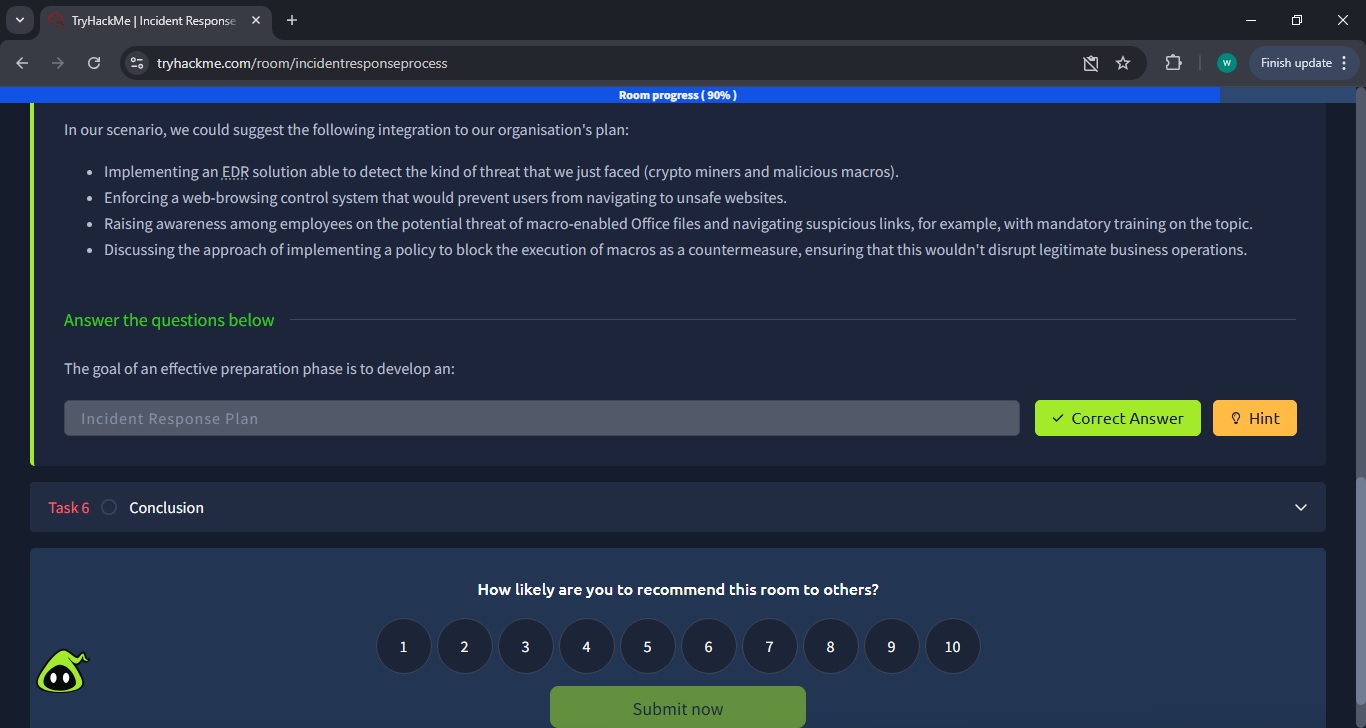 TryHackMe | Incident Response
tryhackme.com/room/incidentresponseprocess
W
Finish update
Room progress ( 90% )
In our scenario, we could suggest the following integration to our organisation's plan:
Implementing an EDR solution able to detect the kind of threat that we just faced (crypto miners and malicious macros).
Enforcing a web-browsing control system that would prevent users from navigating to unsafe websites.
Raising awareness among employees on the potential threat of macro-enabled Office files and navigating suspicious links, for example, with mandatory training on the topic.
Discussing the approach of implementing a policy to block the execution of macros as a countermeasure, ensuring that this wouldn't disrupt legitimate business operations.
Answer the questions below
The goal of an effective preparation phase is to develop an:
Incident Response Plan
Correct Answer
Hint
Task 6
Conclusion
How likely are you to recommend this room to others?
1 2 3 4 5 6 7 8 9 10
Submit now